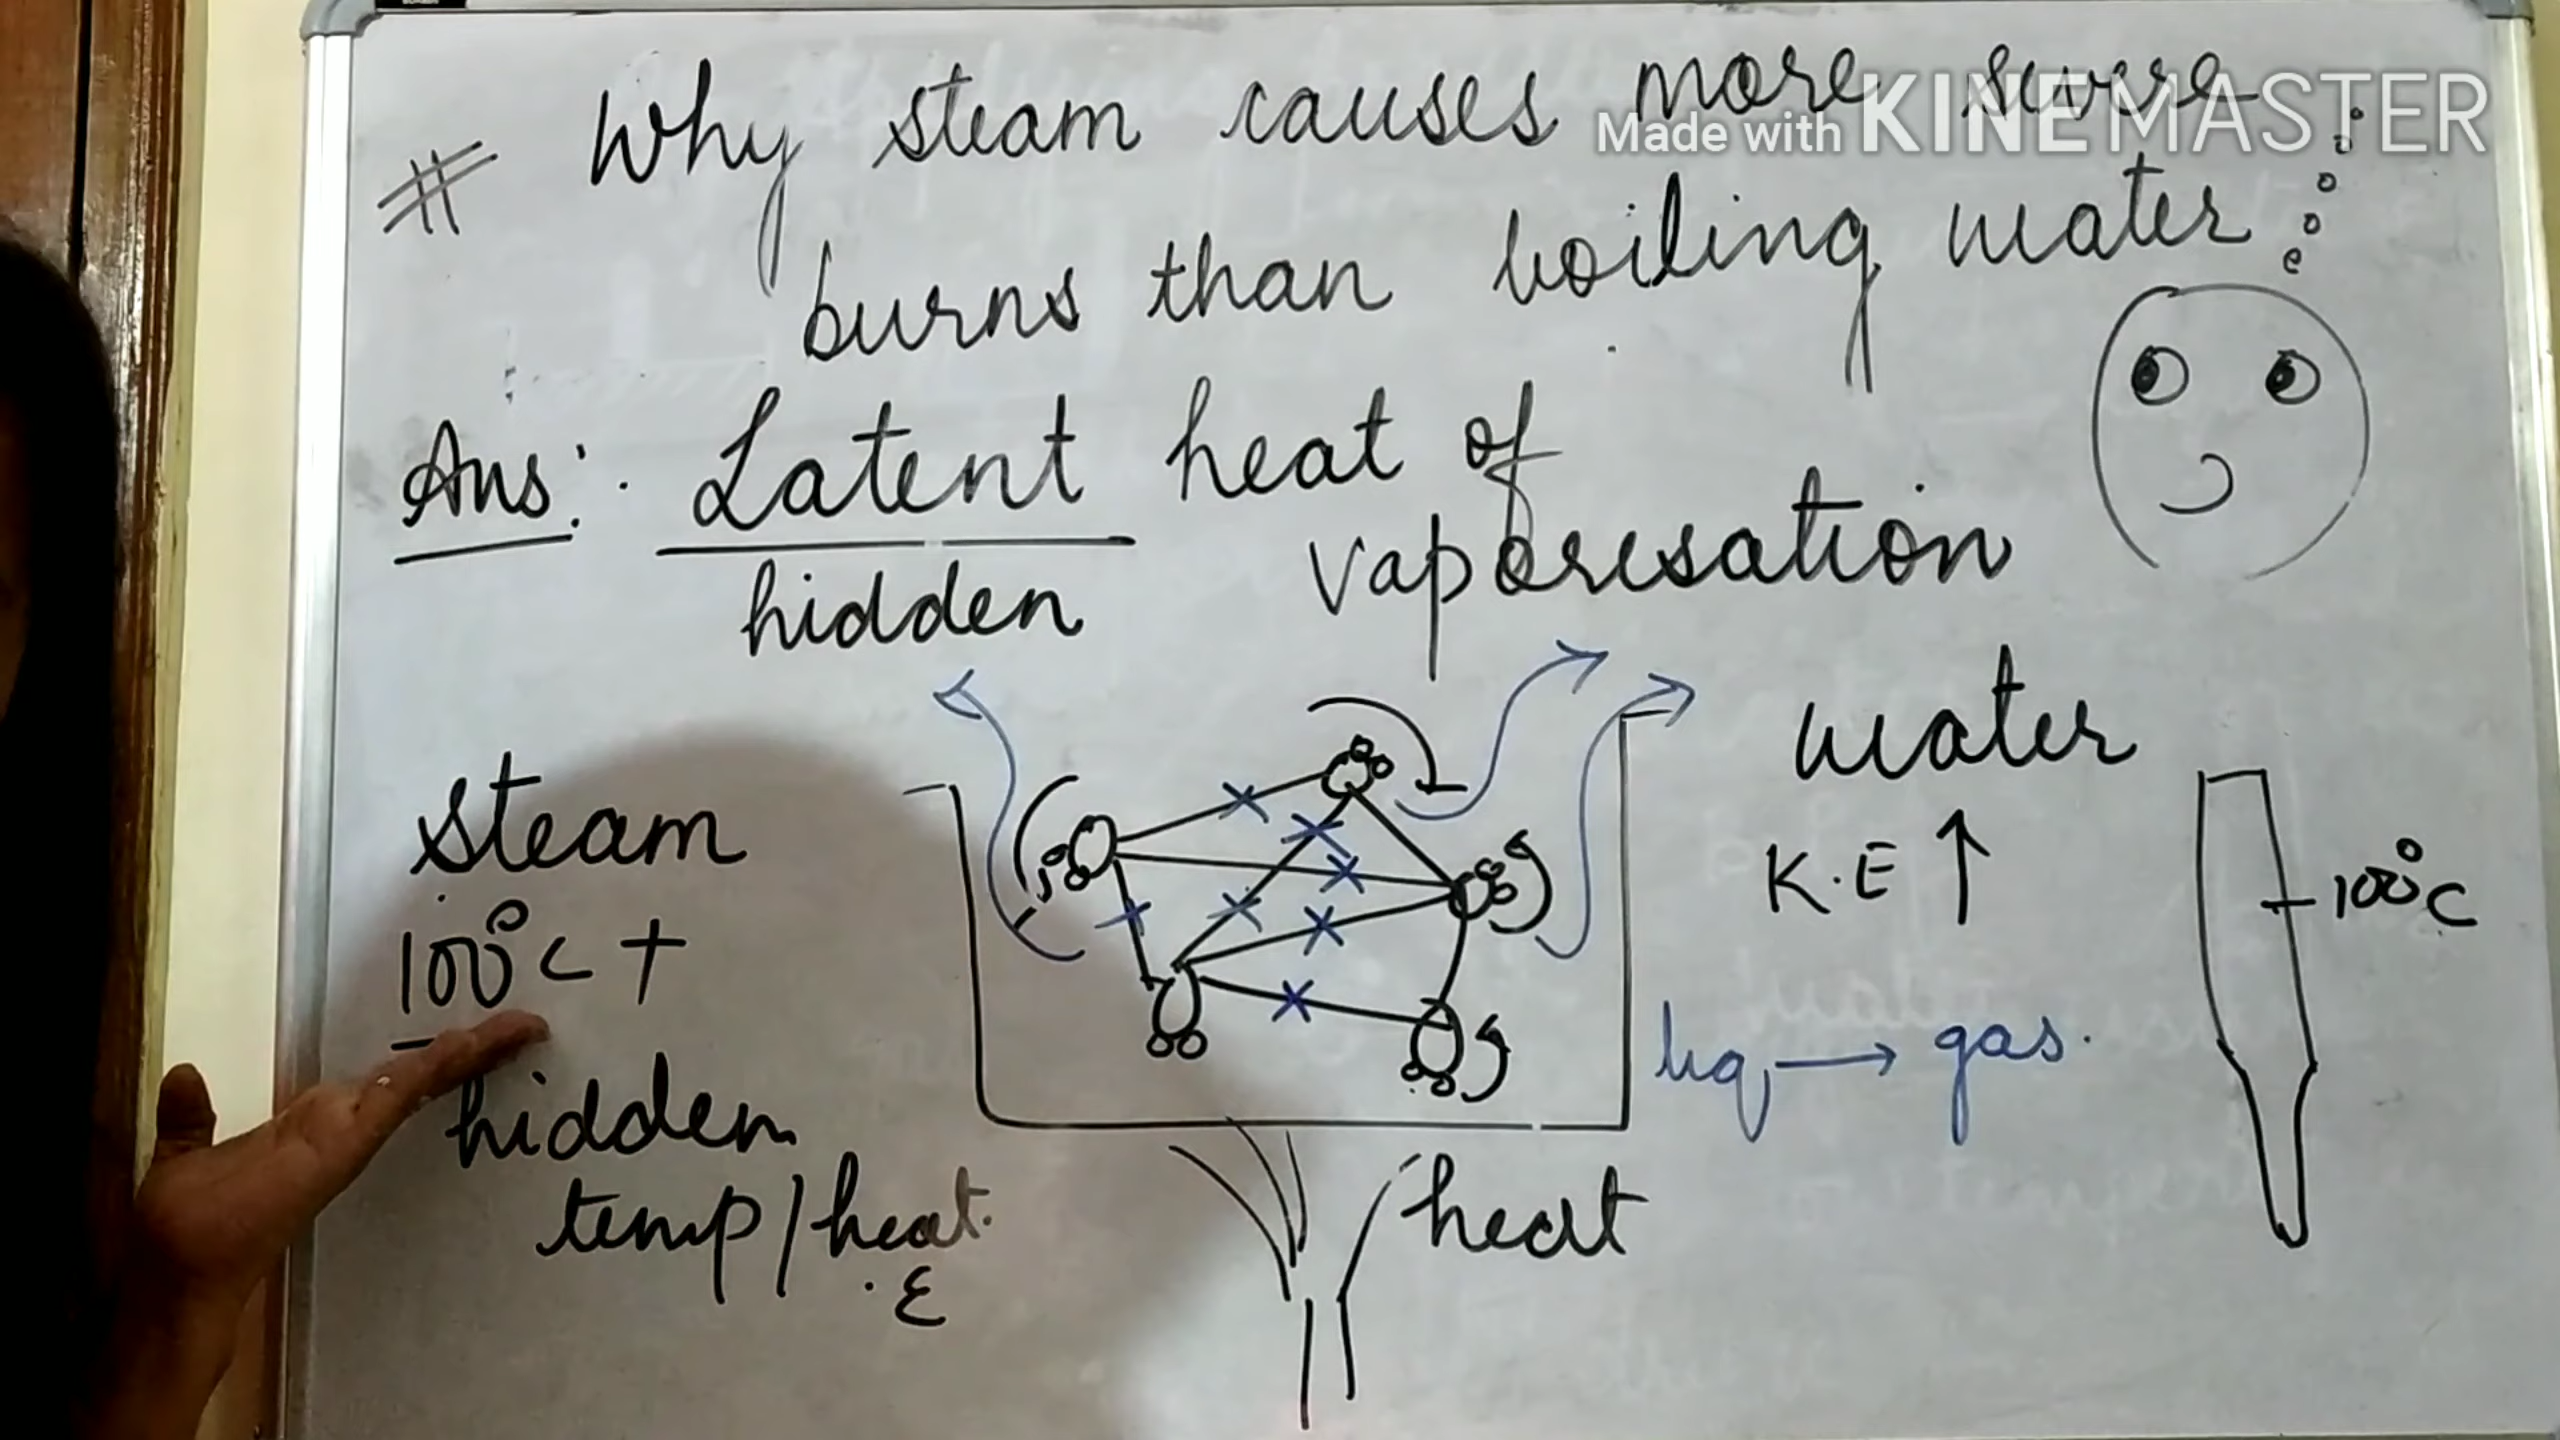 # Why steam causes more severe
Made with KINEMASTER
burns than boiling water
Ans: Latent heat of
vaporisation
hidden
steam
100°C +
hidden
temp/heat.
E
water
K.E ↑
100°C
liq → gas.
heat